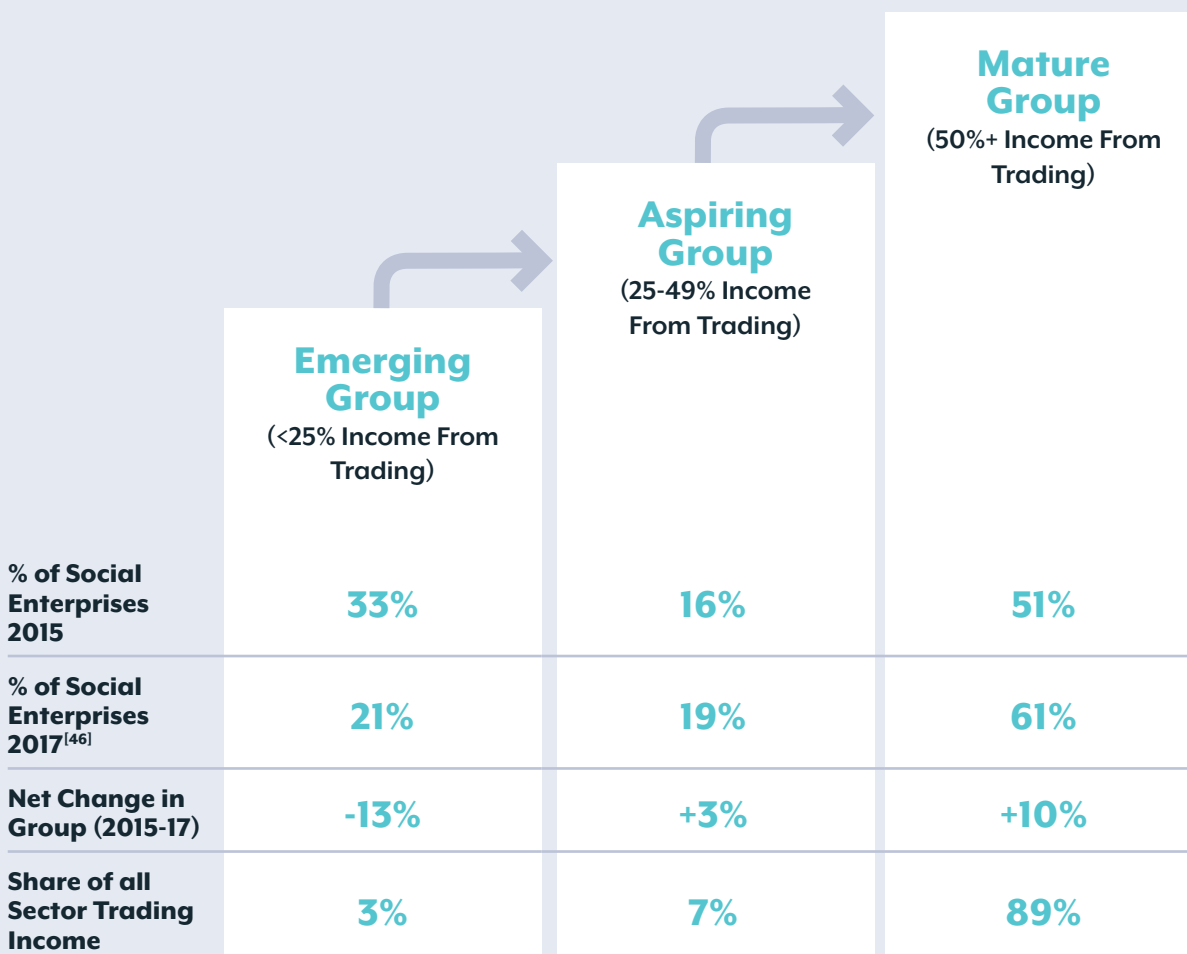 Mature
Group
(50%+ Income From
Trading)
Aspiring
Group
(25-49% Income
From Trading)
Emerging
Group
(<25% Income From
Trading)
% of Social
Enterprises
2015
33%
16%
51%
% of Social
Enterprises
2017[46]
21%
19%
61%
Net Change in
Group (2015-17)
-13%
+3%
+10%
Share of all
Sector Trading
Income
3%
7%
89%